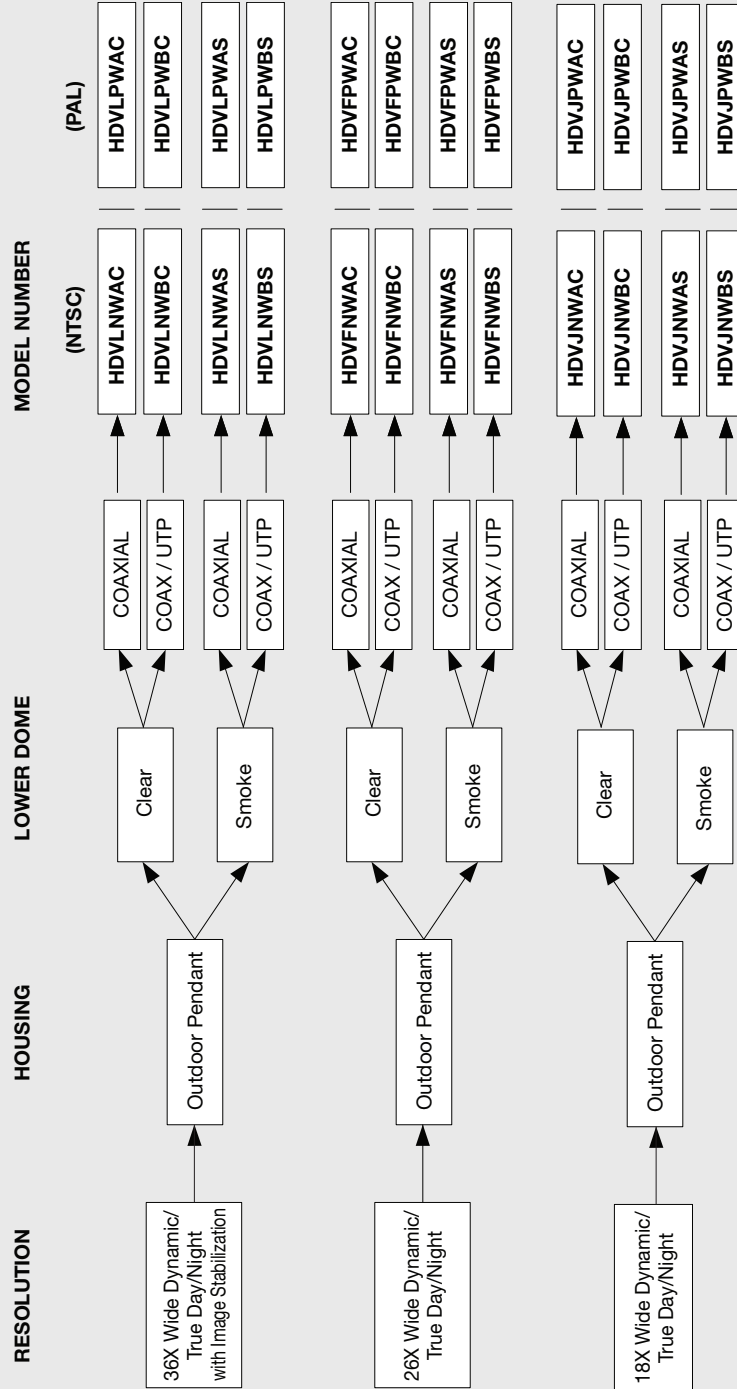 RESOLUTION
HOUSING
LOWER DOME
MODEL NUMBER
(NTSC)
(PAL)
36X Wide Dynamic/
True Day/Night
with Image Stabilization
Outdoor Pendant
Clear
COAXIAL
HDVLNWAC
HDVLPWAC
COAX / UTP
HDVLNWBC
HDVLPWBC
Smoke
COAXIAL
HDVLNWAS
HDVLPWAS
COAX / UTP
HDVLNWBS
HDVLPWBS
26X Wide Dynamic/
True Day/Night
Outdoor Pendant
Clear
COAXIAL
HDVFNWAC
HDVFPWAC
COAX / UTP
HDVFNWBC
HDVFPWBC
Smoke
COAXIAL
HDVFNWAS
HDVFPWAS
COAX / UTP
HDVFNWBS
HDVFPWBS
18X Wide Dynamic/
True Day/Night
Outdoor Pendant
Clear
COAXIAL
HDVJNWAC
HDVJPWAC
COAX / UTP
HDVJNWBC
HDVJPWBC
Smoke
COAXIAL
HDVJNWAS
HDVJPWAS
COAX / UTP
HDVJNWBS
HDVJPWBS